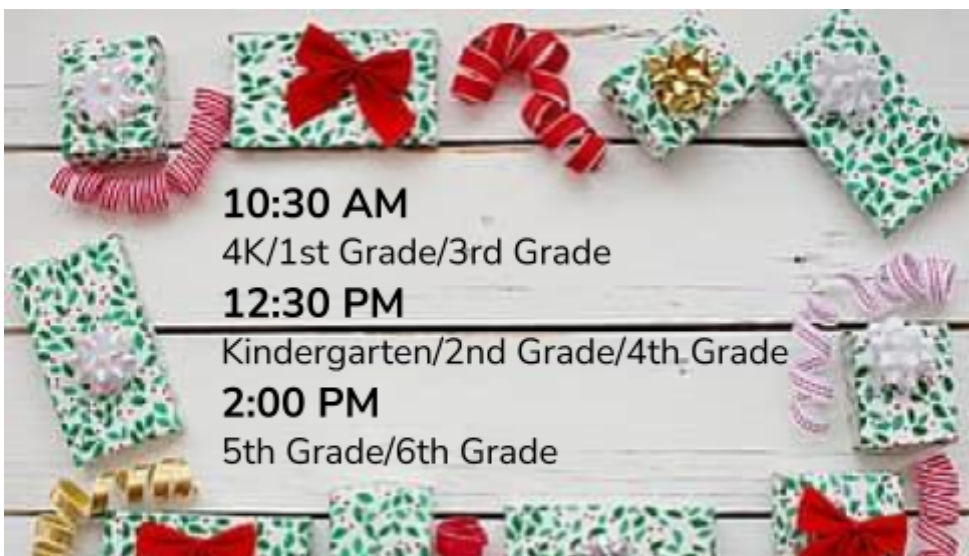 10:30 AM
4K/1st Grade/3rd Grade
12:30 PM
Kindergarten/2nd Grade/4th Grade
2:00 PM
5th Grade/6th Grade